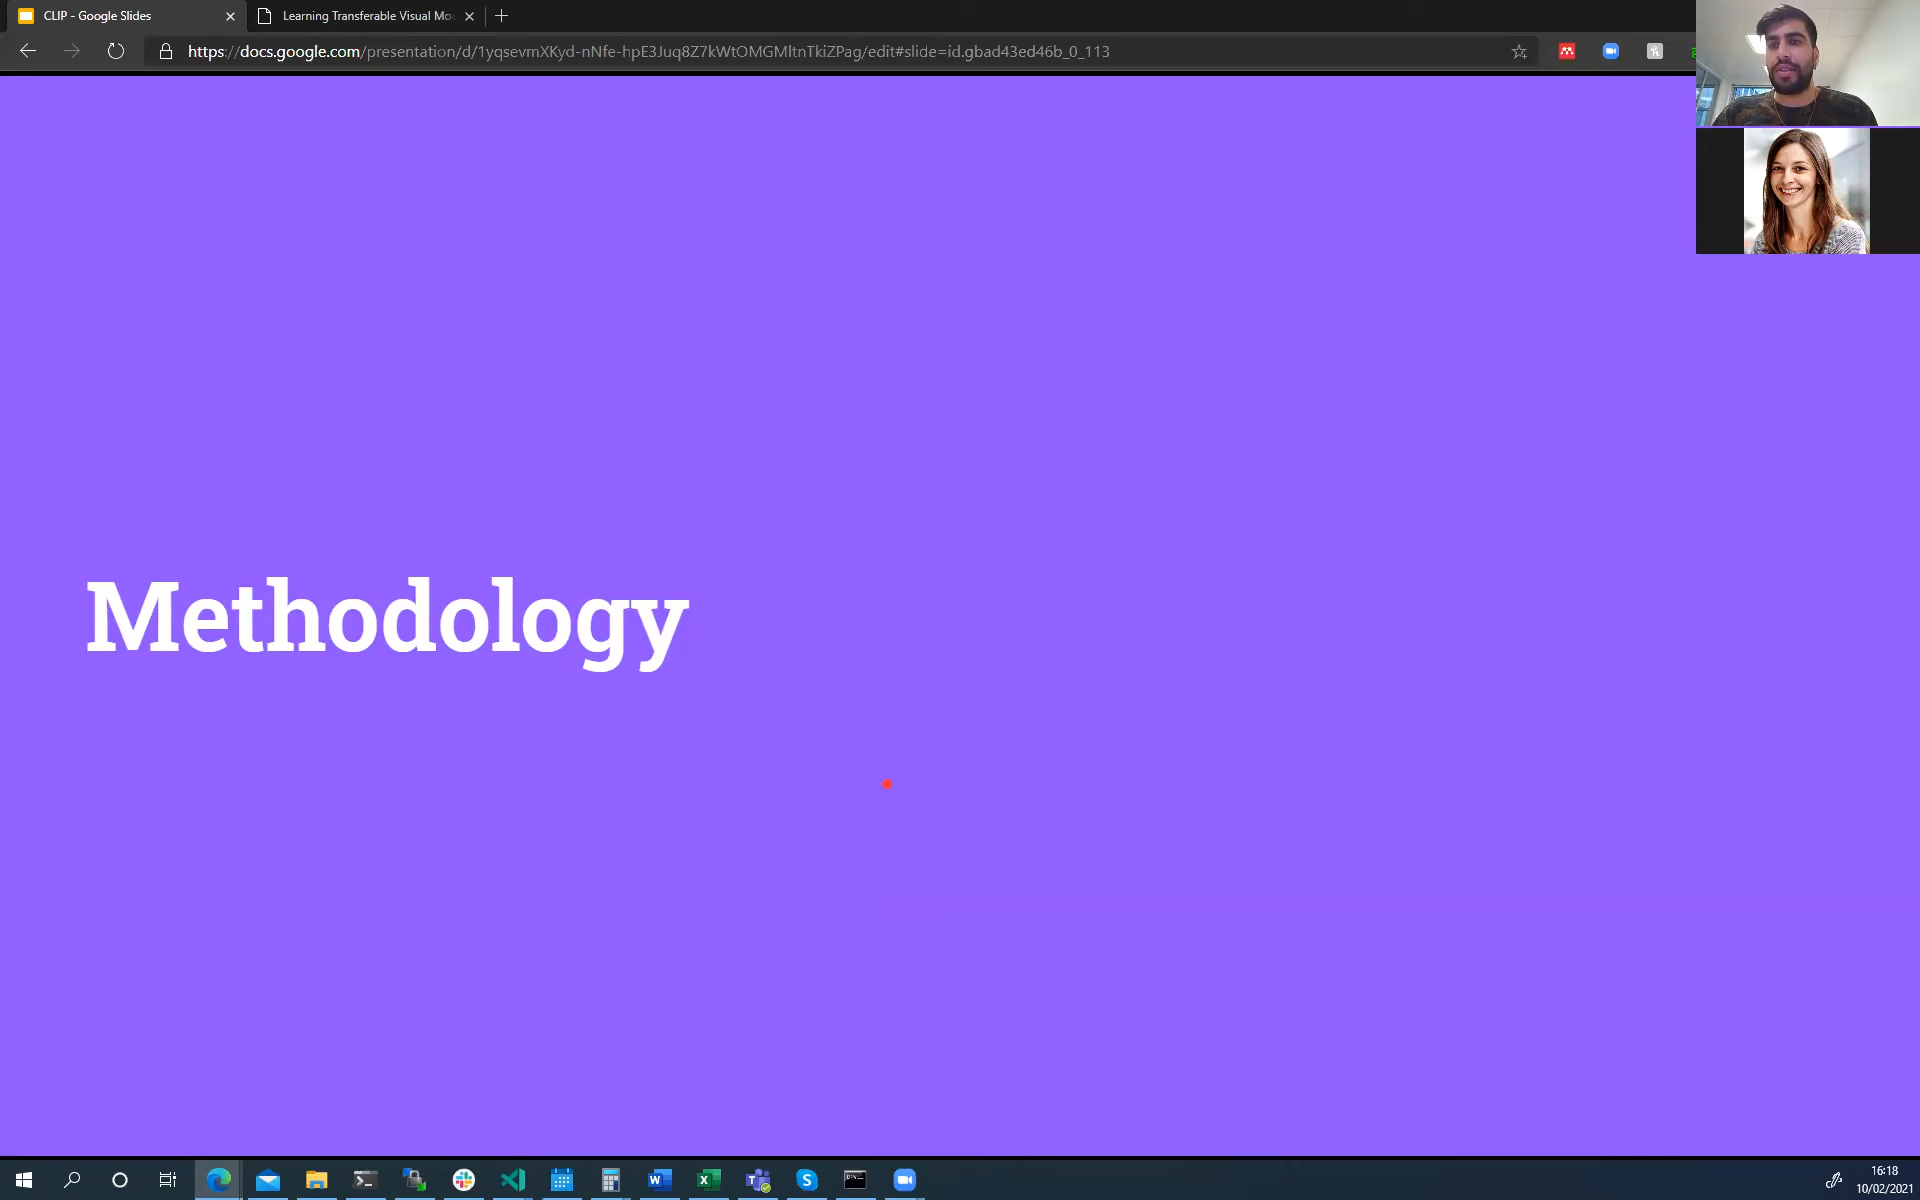 CLIP - Google Slides
Learning Transferable Visual Mo
https://docs.google.com/presentation/d/1yqsevmXKyd-nNfe-hpE3Juq8Z7kWtOMGMltnTkiZPag/edit#slide=id.gbad43ed46b_0_113
Methodology
16:18
10/02/2021